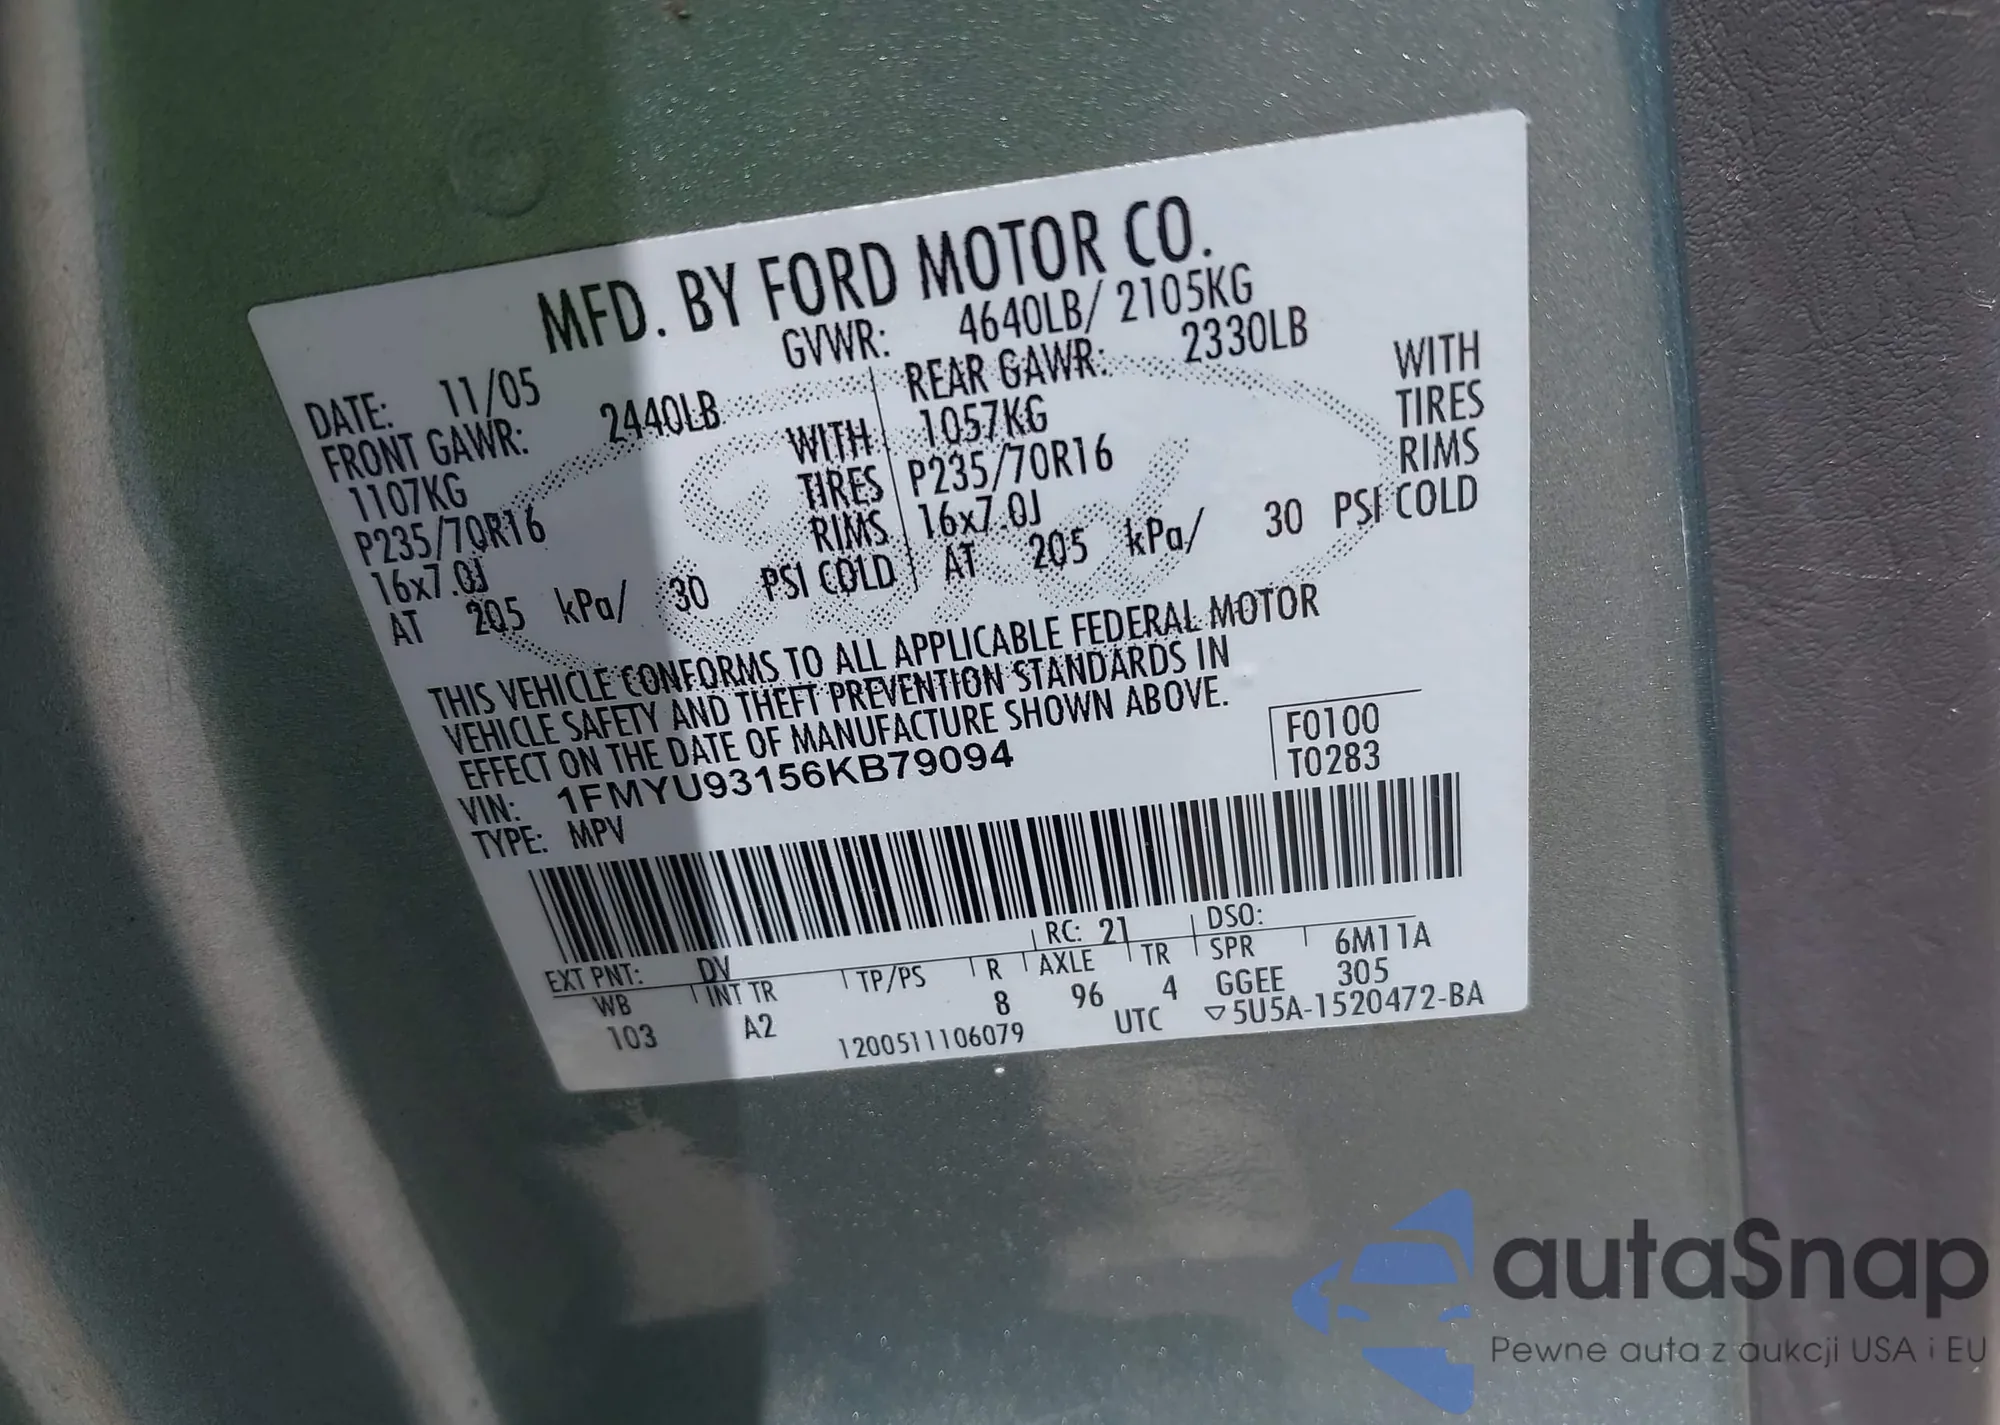 MFD. BY FORD MOTOR CO.
DATE: 11/05 GVWR: 4640LB/ 2105KG
FRONT GAWR: 2440LB REAR GAWR: 2330LB
1107KG WITH 1057KG WITH
P235/70R16 TIRES P235/70R16 TIRES
16x7.0J RIMS 16x7.0J RIMS
AT 205 kPa/ 30 PSI COLD AT 205 kPa/ 30 PSI COLD
THIS VEHICLE CONFORMS TO ALL APPLICABLE FEDERAL MOTOR
VEHICLE SAFETY AND THEFT PREVENTION STANDARDS IN
EFFECT ON THE DATE OF MANUFACTURE SHOWN ABOVE.
VIN: 1FMYU93156KB79094 F0100
TYPE: MPV T0283
EXT PNT: DV RC: 21 DSO:
WB INT TR TP/PS R AXLE TR SPR 6M11A
103 A2 8 96 4 GGEE 305
1200511106079 UTC ▽5U5A-1520472-BA
autaSnap
Pewne auta z aukcji USA i EU